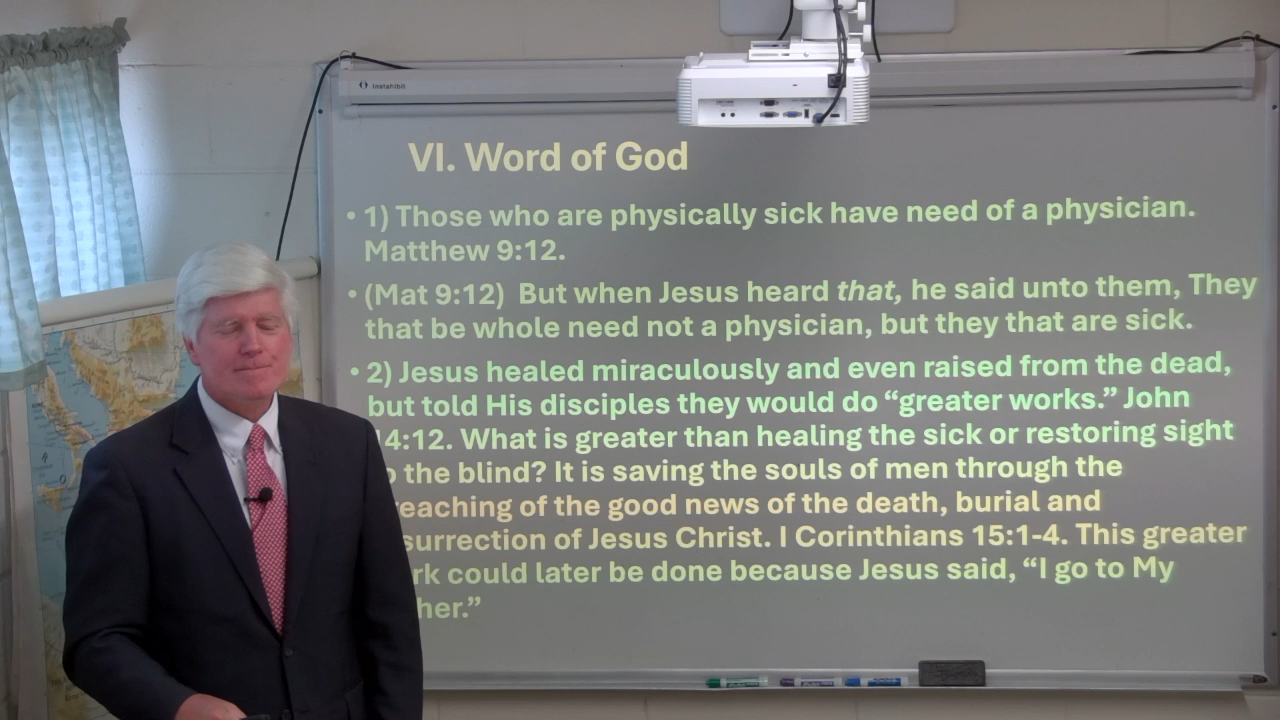 Instahibit
VI. Word of God
• 1) Those who are physically sick have need of a physician.
Matthew 9:12.
• (Mat 9:12) But when Jesus heard that, he said unto them, They
that be whole need not a physician, but they that are sick.
• 2) Jesus healed miraculously and even raised from the dead,
but told His disciples they would do “greater works.” John
4:12. What is greater than healing the sick or restoring sight
o the blind? It is saving the souls of men through the
reaching of the good news of the death, burial and
surrection of Jesus Christ. I Corinthians 15:1-4. This greater
rk could later be done because Jesus said, “I go to My
her.”